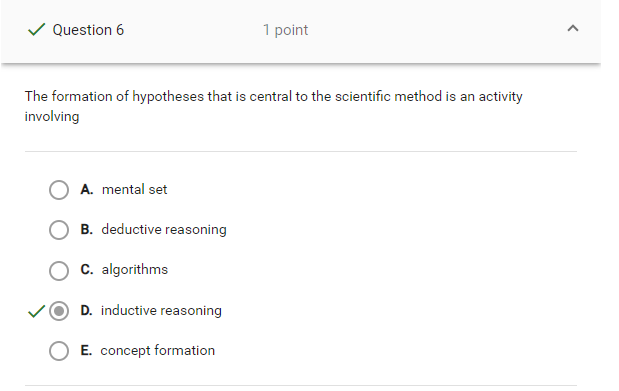 Question 6 1 point
The formation of hypotheses that is central to the scientific method is an activity
involving
A. mental set
B. deductive reasoning
C. algorithms
D. inductive reasoning
E. concept formation